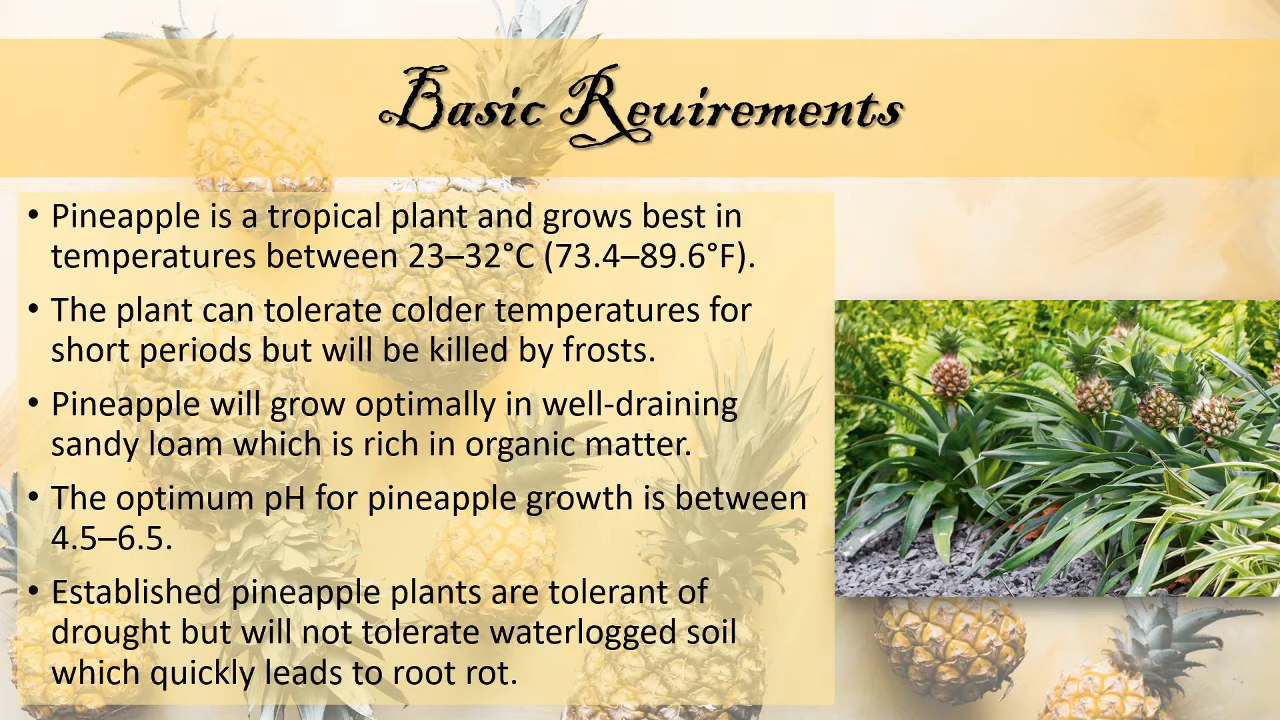 Basic Reuirements
• Pineapple is a tropical plant and grows best in
temperatures between 23–32°C (73.4–89.6°F).
• The plant can tolerate colder temperatures for
short periods but will be killed by frosts.
• Pineapple will grow optimally in well-draining
sandy loam which is rich in organic matter.
• The optimum pH for pineapple growth is between
4.5–6.5.
• Established pineapple plants are tolerant of
drought but will not tolerate waterlogged soil
which quickly leads to root rot.